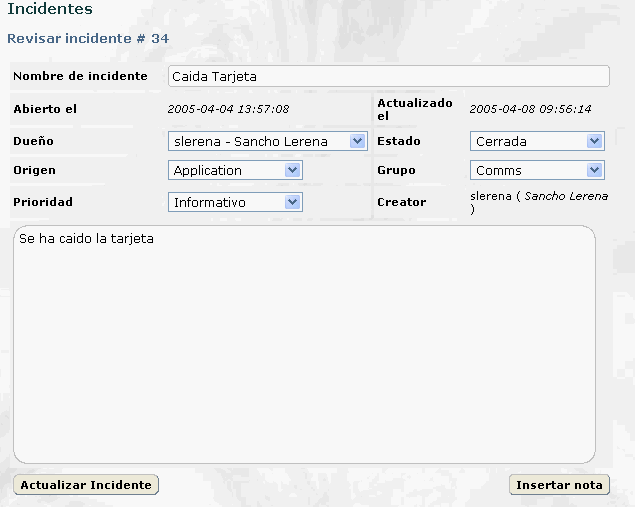 Incidentes
Revisar incidente # 34
Nombre de incidente Caida Tarjeta
Abierto el 2005-04-04 13:57:08 Actualizado el 2005-04-08 09:56:14
Dueño slerena - Sancho Lerena Estado Cerrada
Origen Application Grupo Comms
Prioridad Informativo Creator slerena ( Sancho Lerena )
Se ha caido la tarjeta
Actualizar Incidente Insertar nota